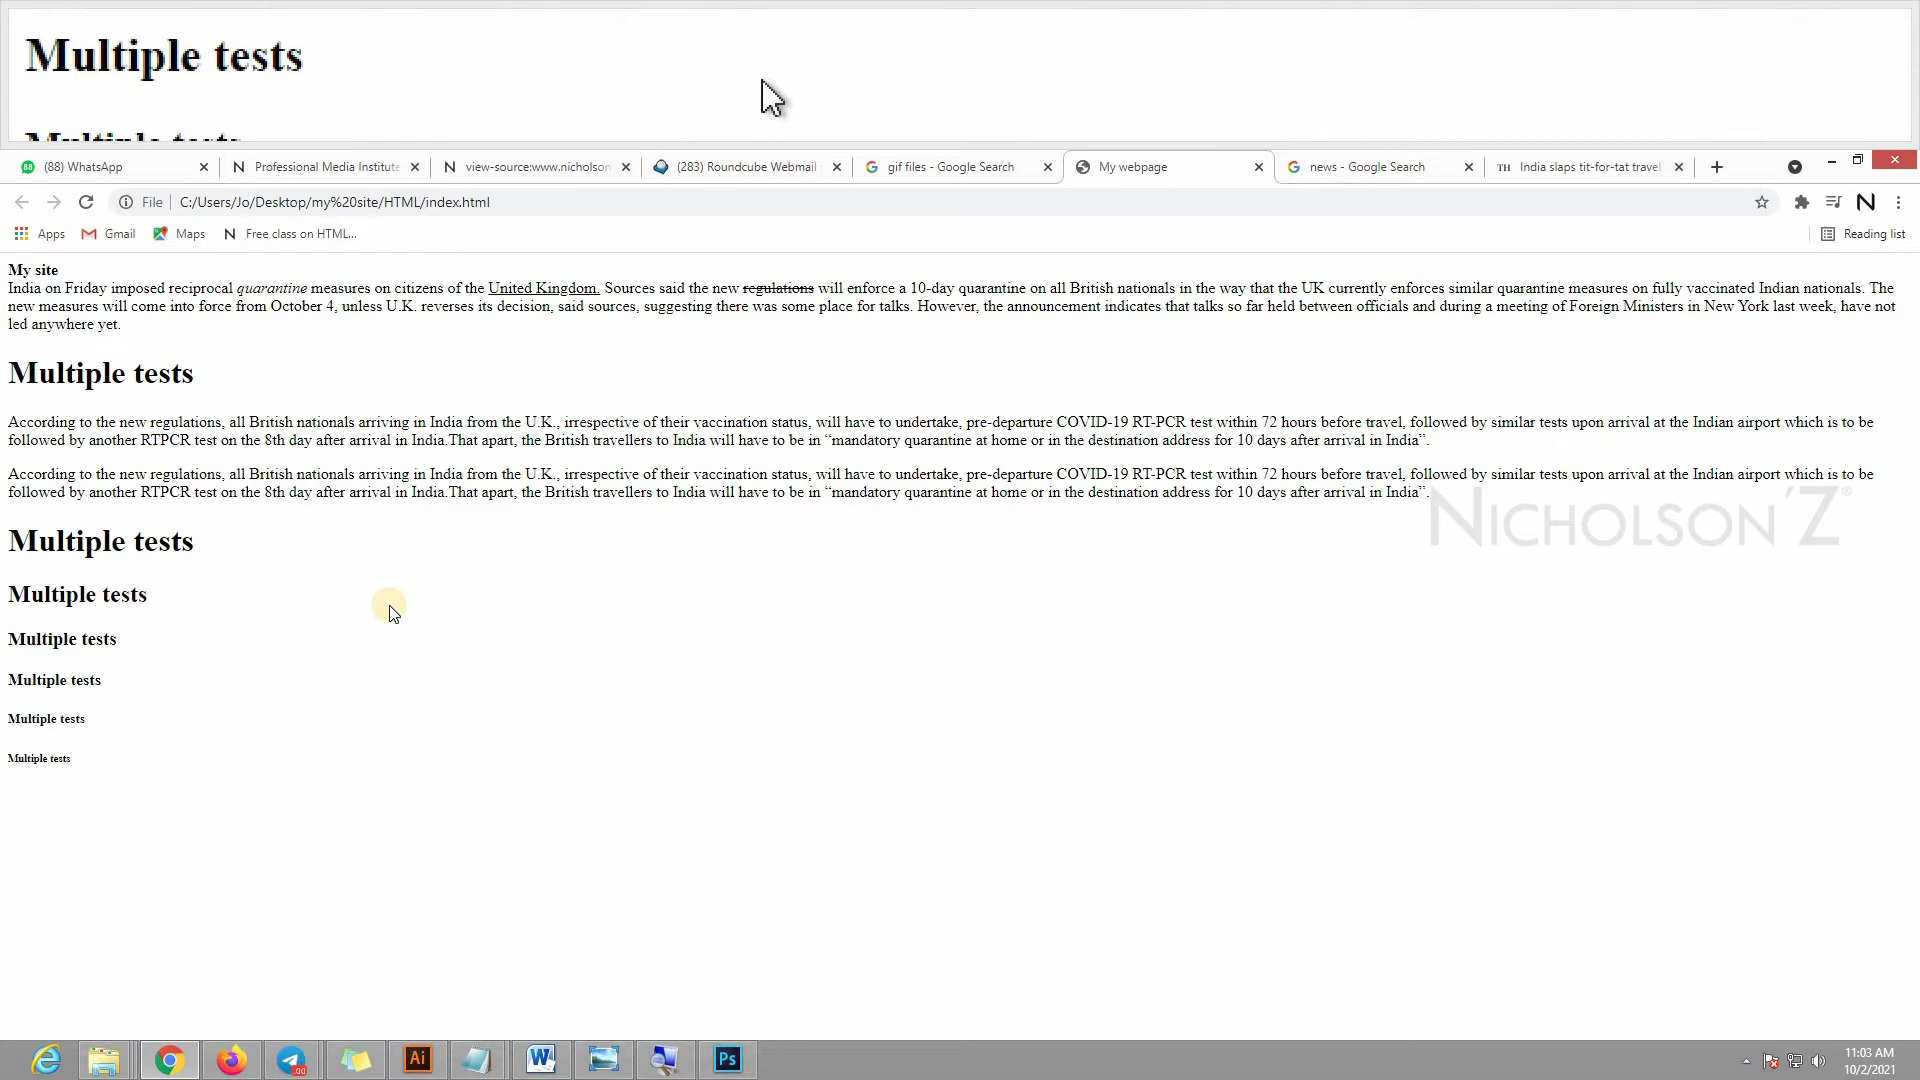 Multiple tests
Multiple tests
(88) WhatsApp
Professional Media Institute
view-source:www.nicholson
(283) Roundcube Webmail
gif files - Google Search
My webpage
news - Google Search
TH India slaps tit-for-tat travel
File C:/Users/Jo/Desktop/my%20site/HTML/index.html
Apps Gmail Maps N Free class on HTML... Reading list
My site
India on Friday imposed reciprocal quarantine measures on citizens of the United Kingdom. Sources said the new regulations will enforce a 10-day quarantine on all British nationals in the way that the UK currently enforces similar quarantine measures on fully vaccinated Indian nationals. The
new measures will come into force from October 4, unless U.K. reverses its decision, said sources, suggesting there was some place for talks. However, the announcement indicates that talks so far held between officials and during a meeting of Foreign Ministers in New York last week, have not
led anywhere yet.
Multiple tests
According to the new regulations, all British nationals arriving in India from the U.K., irrespective of their vaccination status, will have to undertake, pre-departure COVID-19 RT-PCR test within 72 hours before travel, followed by similar tests upon arrival at the Indian airport which is to be
followed by another RTPCR test on the 8th day after arrival in India.That apart, the British travellers to India will have to be in “mandatory quarantine at home or in the destination address for 10 days after arrival in India”.
According to the new regulations, all British nationals arriving in India from the U.K., irrespective of their vaccination status, will have to undertake, pre-departure COVID-19 RT-PCR test within 72 hours before travel, followed by similar tests upon arrival at the Indian airport which is to be
followed by another RTPCR test on the 8th day after arrival in India.That apart, the British travellers to India will have to be in “mandatory quarantine at home or in the destination address for 10 days after arrival in India”.
NICHOLSON'Z®
Multiple tests
Multiple tests
Multiple tests
Multiple tests
Multiple tests
Multiple tests
Ai
Ps
11:03 AM
10/2/2021